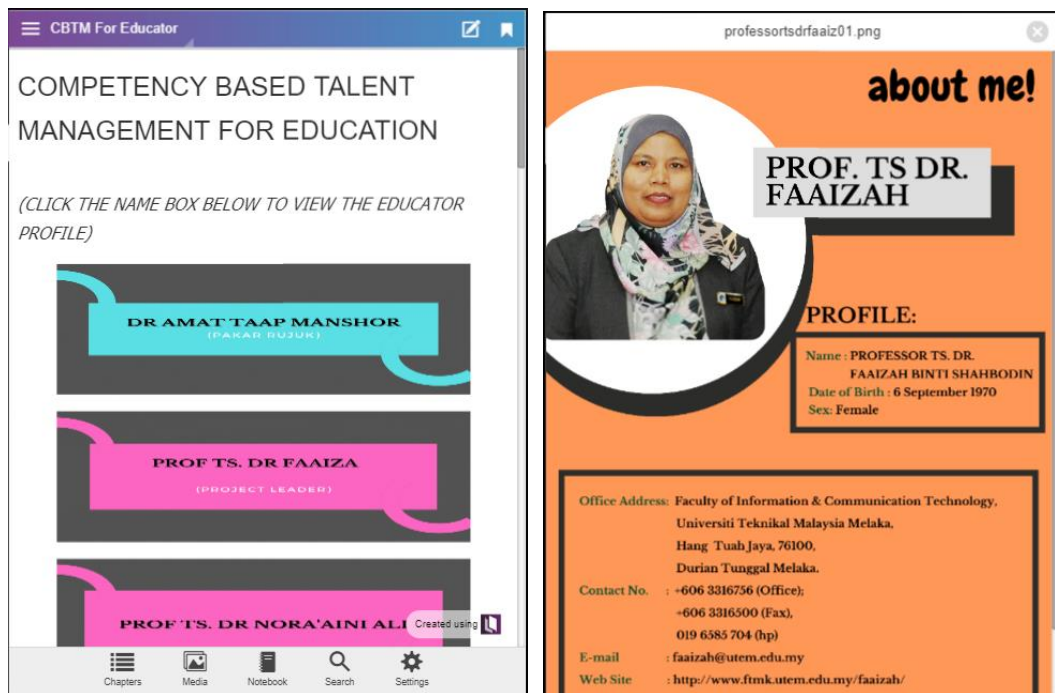 CBTM For Educator
COMPETENCY BASED TALENT
MANAGEMENT FOR EDUCATION
(CLICK THE NAME BOX BELOW TO VIEW THE EDUCATOR
PROFILE)
DR AMAT TAAP MANSHOR
(PAKAR RUJUK)
PROF TS. DR FAAIZA
(PROJECT LEADER)
PROF TS. DR NORA'AINI ALI
Created using
Chapters Media Notebook Search Settings
professortsdrfaaiz01.png
about me!
PROF. TS DR.
FAAIZAH
PROFILE:
Name : PROFESSOR TS. DR.
FAAIZAH BINTI SHAHBODIN
Date of Birth : 6 September 1970
Sex: Female
Office Address: Faculty of Information & Communication Technology,
Universiti Teknikal Malaysia Melaka,
Hang Tuah Jaya, 76100,
Durian Tunggal Melaka.
Contact No. : +606 3316756 (Office);
+606 3316500 (Fax),
019 6585 704 (hp)
E-mail : faaizah@utem.edu.my
Web Site : http://www.ftmk.utem.edu.my/faaizah/